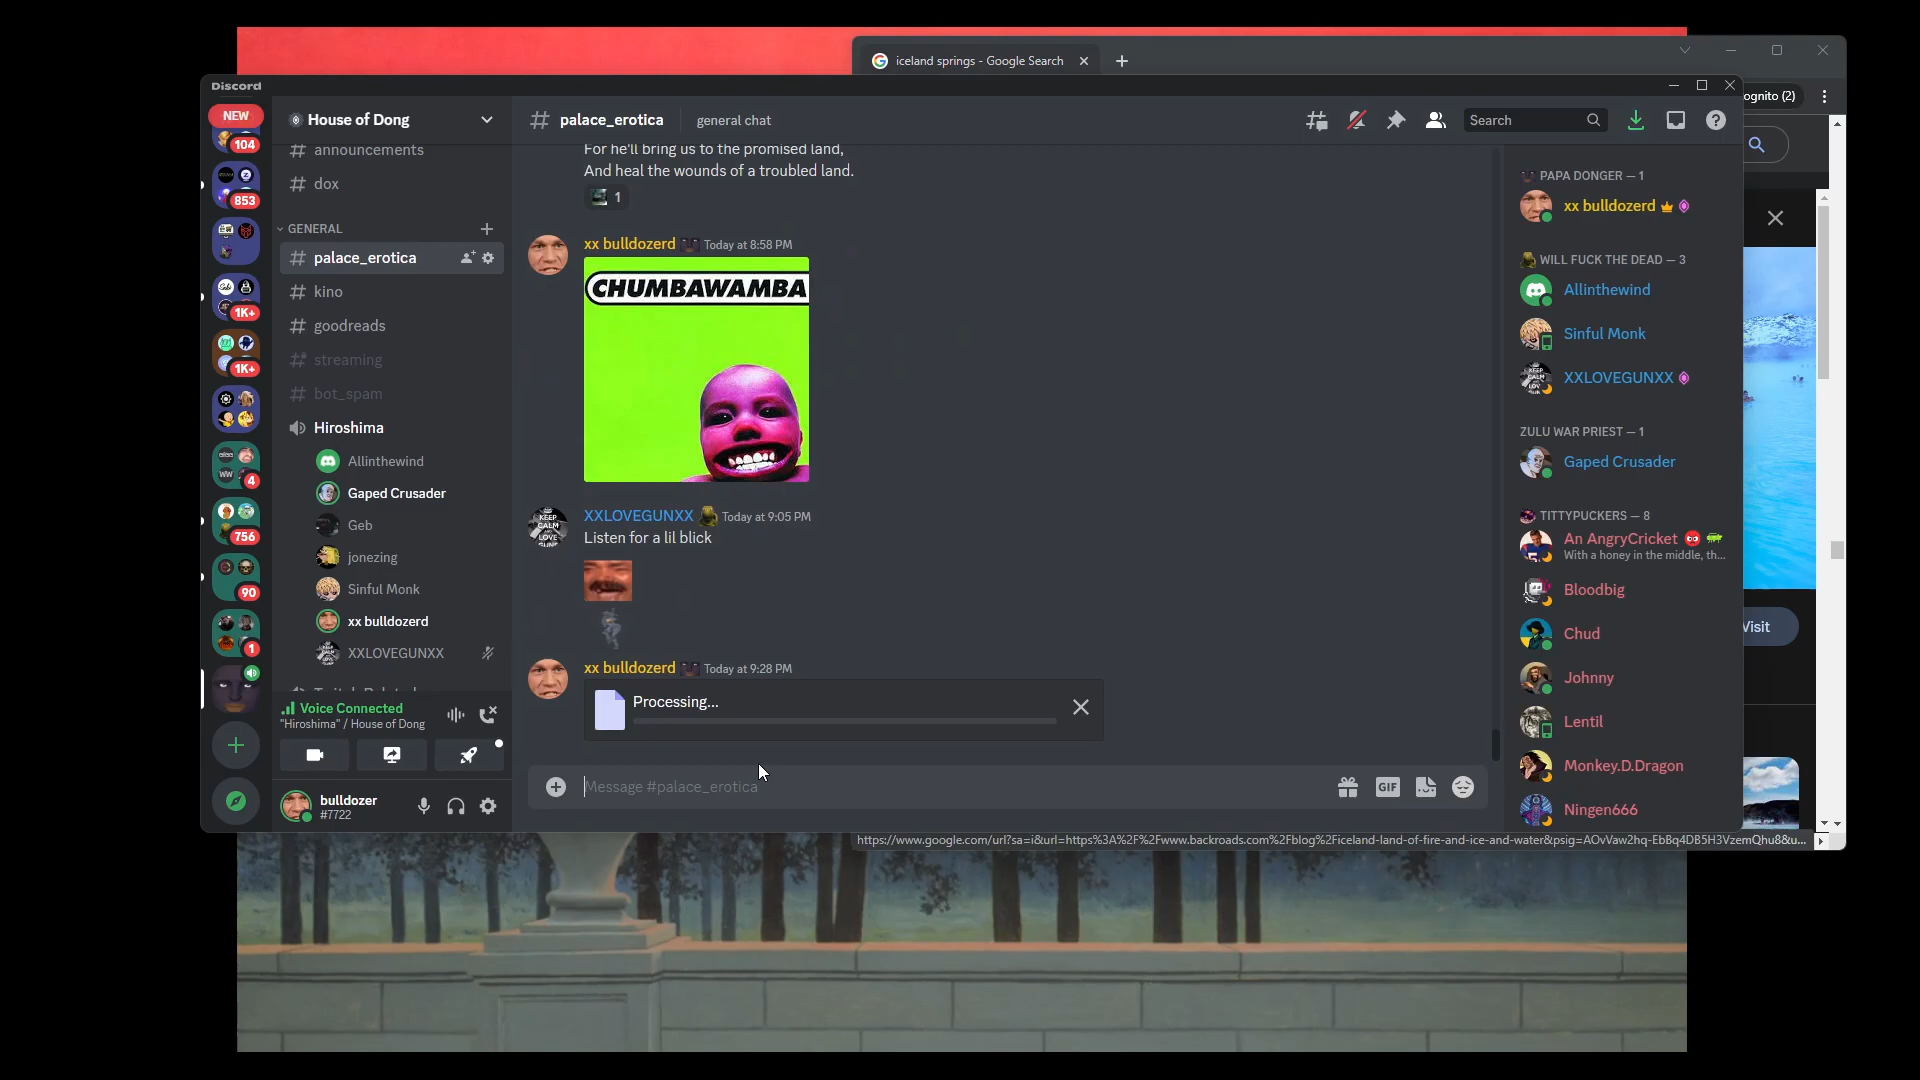 iceland springs - Google Search
Discord
ognito (2)
NEW
104
853
1K+
1K+
4
756
90
1
House of Dong
announcements
dox
GENERAL
palace_erotica
kino
goodreads
streaming
bot_spam
Hiroshima
Allinthewind
Gaped Crusader
Geb
jonezing
Sinful Monk
xx bulldozerd
XXLOVEGUNXX
Voice Connected
"Hiroshima" / House of Dong
bulldozer
#7722
palace_erotica
general chat
Search
For he'll bring us to the promised land,
And heal the wounds of a troubled land.
1
xx bulldozerd Today at 8:58 PM
CHUMBAWAMBA
XXLOVEGUNXX Today at 9:05 PM
KEEP
CALM
AND
LOVE
GUNS
Listen for a lil blick
xx bulldozerd Today at 9:28 PM
Processing...
Message #palace_erotica
GIF
PAPA DONGER — 1
xx bulldozerd
WILL FUCK THE DEAD — 3
Allinthewind
Sinful Monk
XXLOVEGUNXX
ZULU WAR PRIEST — 1
Gaped Crusader
TITTYPUCKERS — 8
An AngryCricket
With a honey in the middle, th...
Bloodbig
Chud
Johnny
Lentil
Monkey.D.Dragon
Ningen666
Visit
https://www.google.com/url?sa=i&url=https%3A%2F%2Fwww.backroads.com%2Fblog%2Ficeland-land-of-fire-and-ice-and-water&psig=AOvVaw2hq-EbBq4DB5H3VzemQhu8&u...